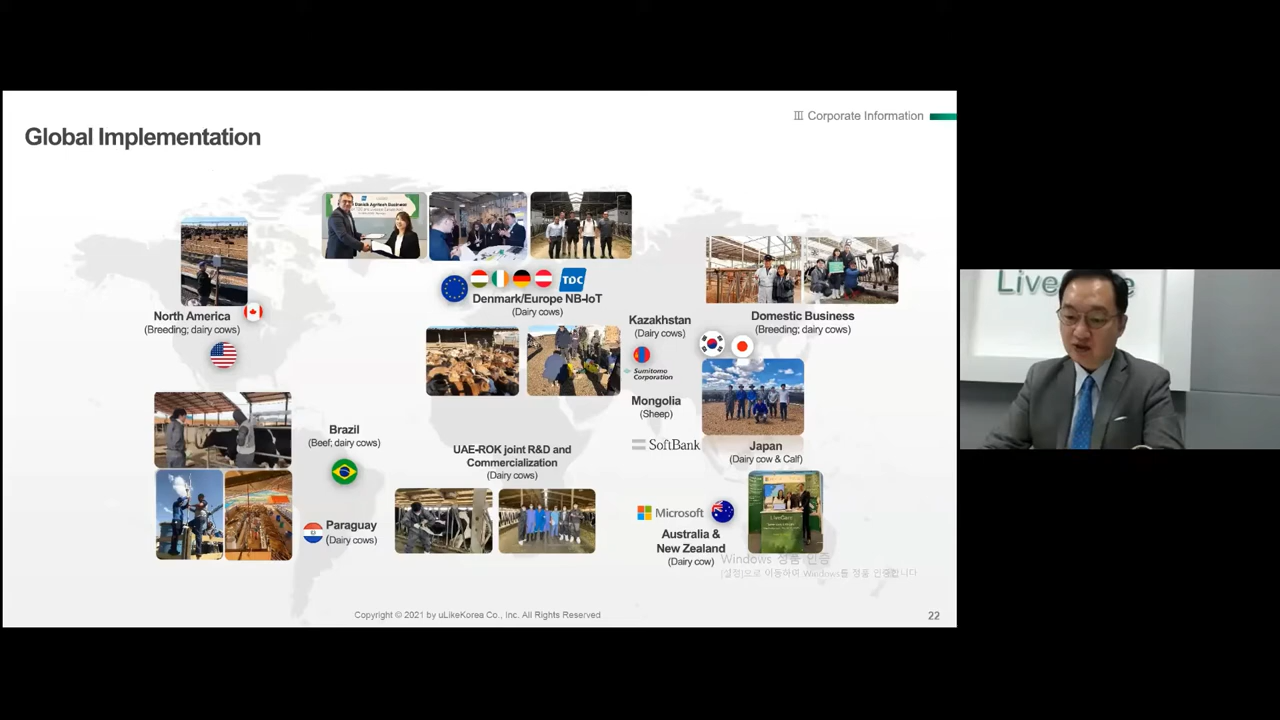 Ⅲ Corporate Information
Global Implementation
Danish Agritech Business
TDC
Denmark/Europe NB-IoT
(Dairy cows)
North America
(Breeding; dairy cows)
Kazakhstan
(Dairy cows)
Domestic Business
(Breeding; dairy cows)
Sumitomo
Corporation
Mongolia
(Sheep)
Brazil
(Beef; dairy cows)
SoftBank
Japan
(Dairy cow & Calf)
UAE-ROK joint R&D and
Commercialization
(Dairy cows)
Paraguay
(Dairy cows)
Microsoft
Australia &
New Zealand
(Dairy cow)
Windows 정품 인증
[설정]으로 이동하여 Windows를 정품 인증합니다
Copyright © 2021 by uLikeKorea Co., Inc. All Rights Reserved
22